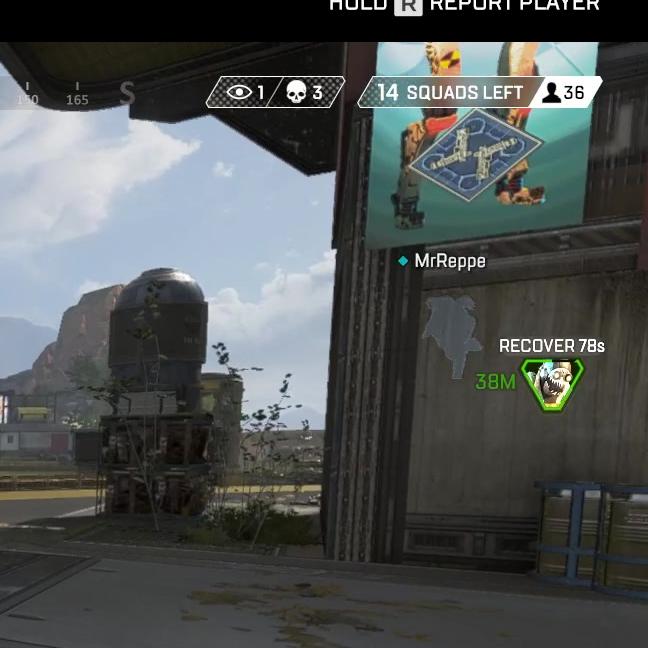 HOLD R REPORT PLAYER
150 165 S
1 3
14 SQUADS LEFT 36
MrReppe
RECOVER 78s
38M